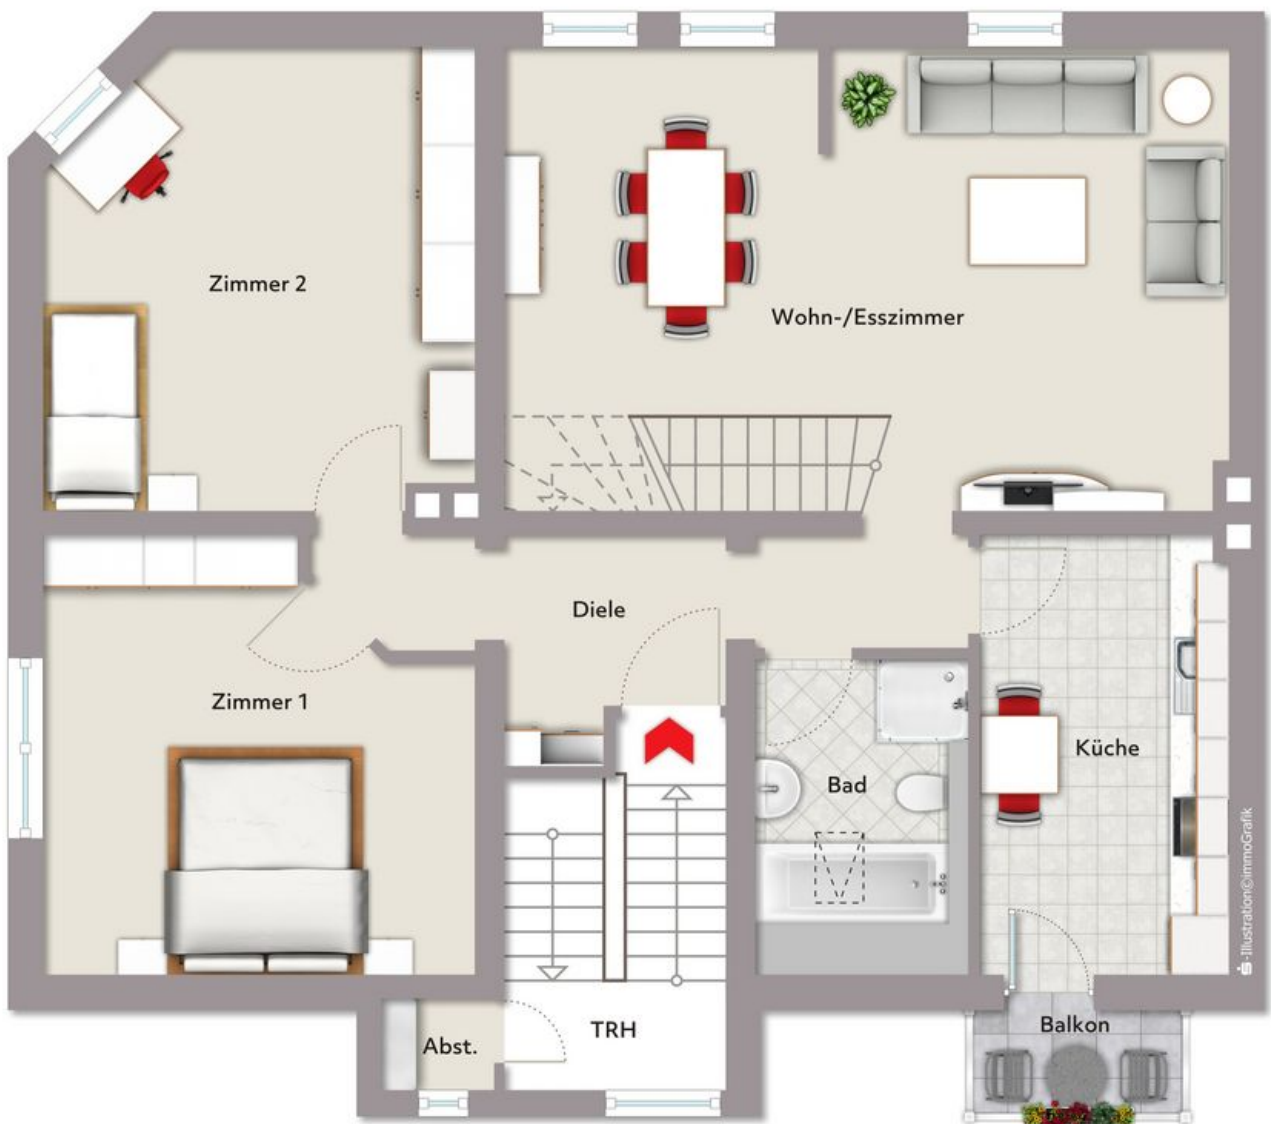 Zimmer 2
Wohn-/Esszimmer
Diele
Zimmer 1
Küche
Bad
Balkon
TRH
Abst.
S-Illustration©immoGrafik